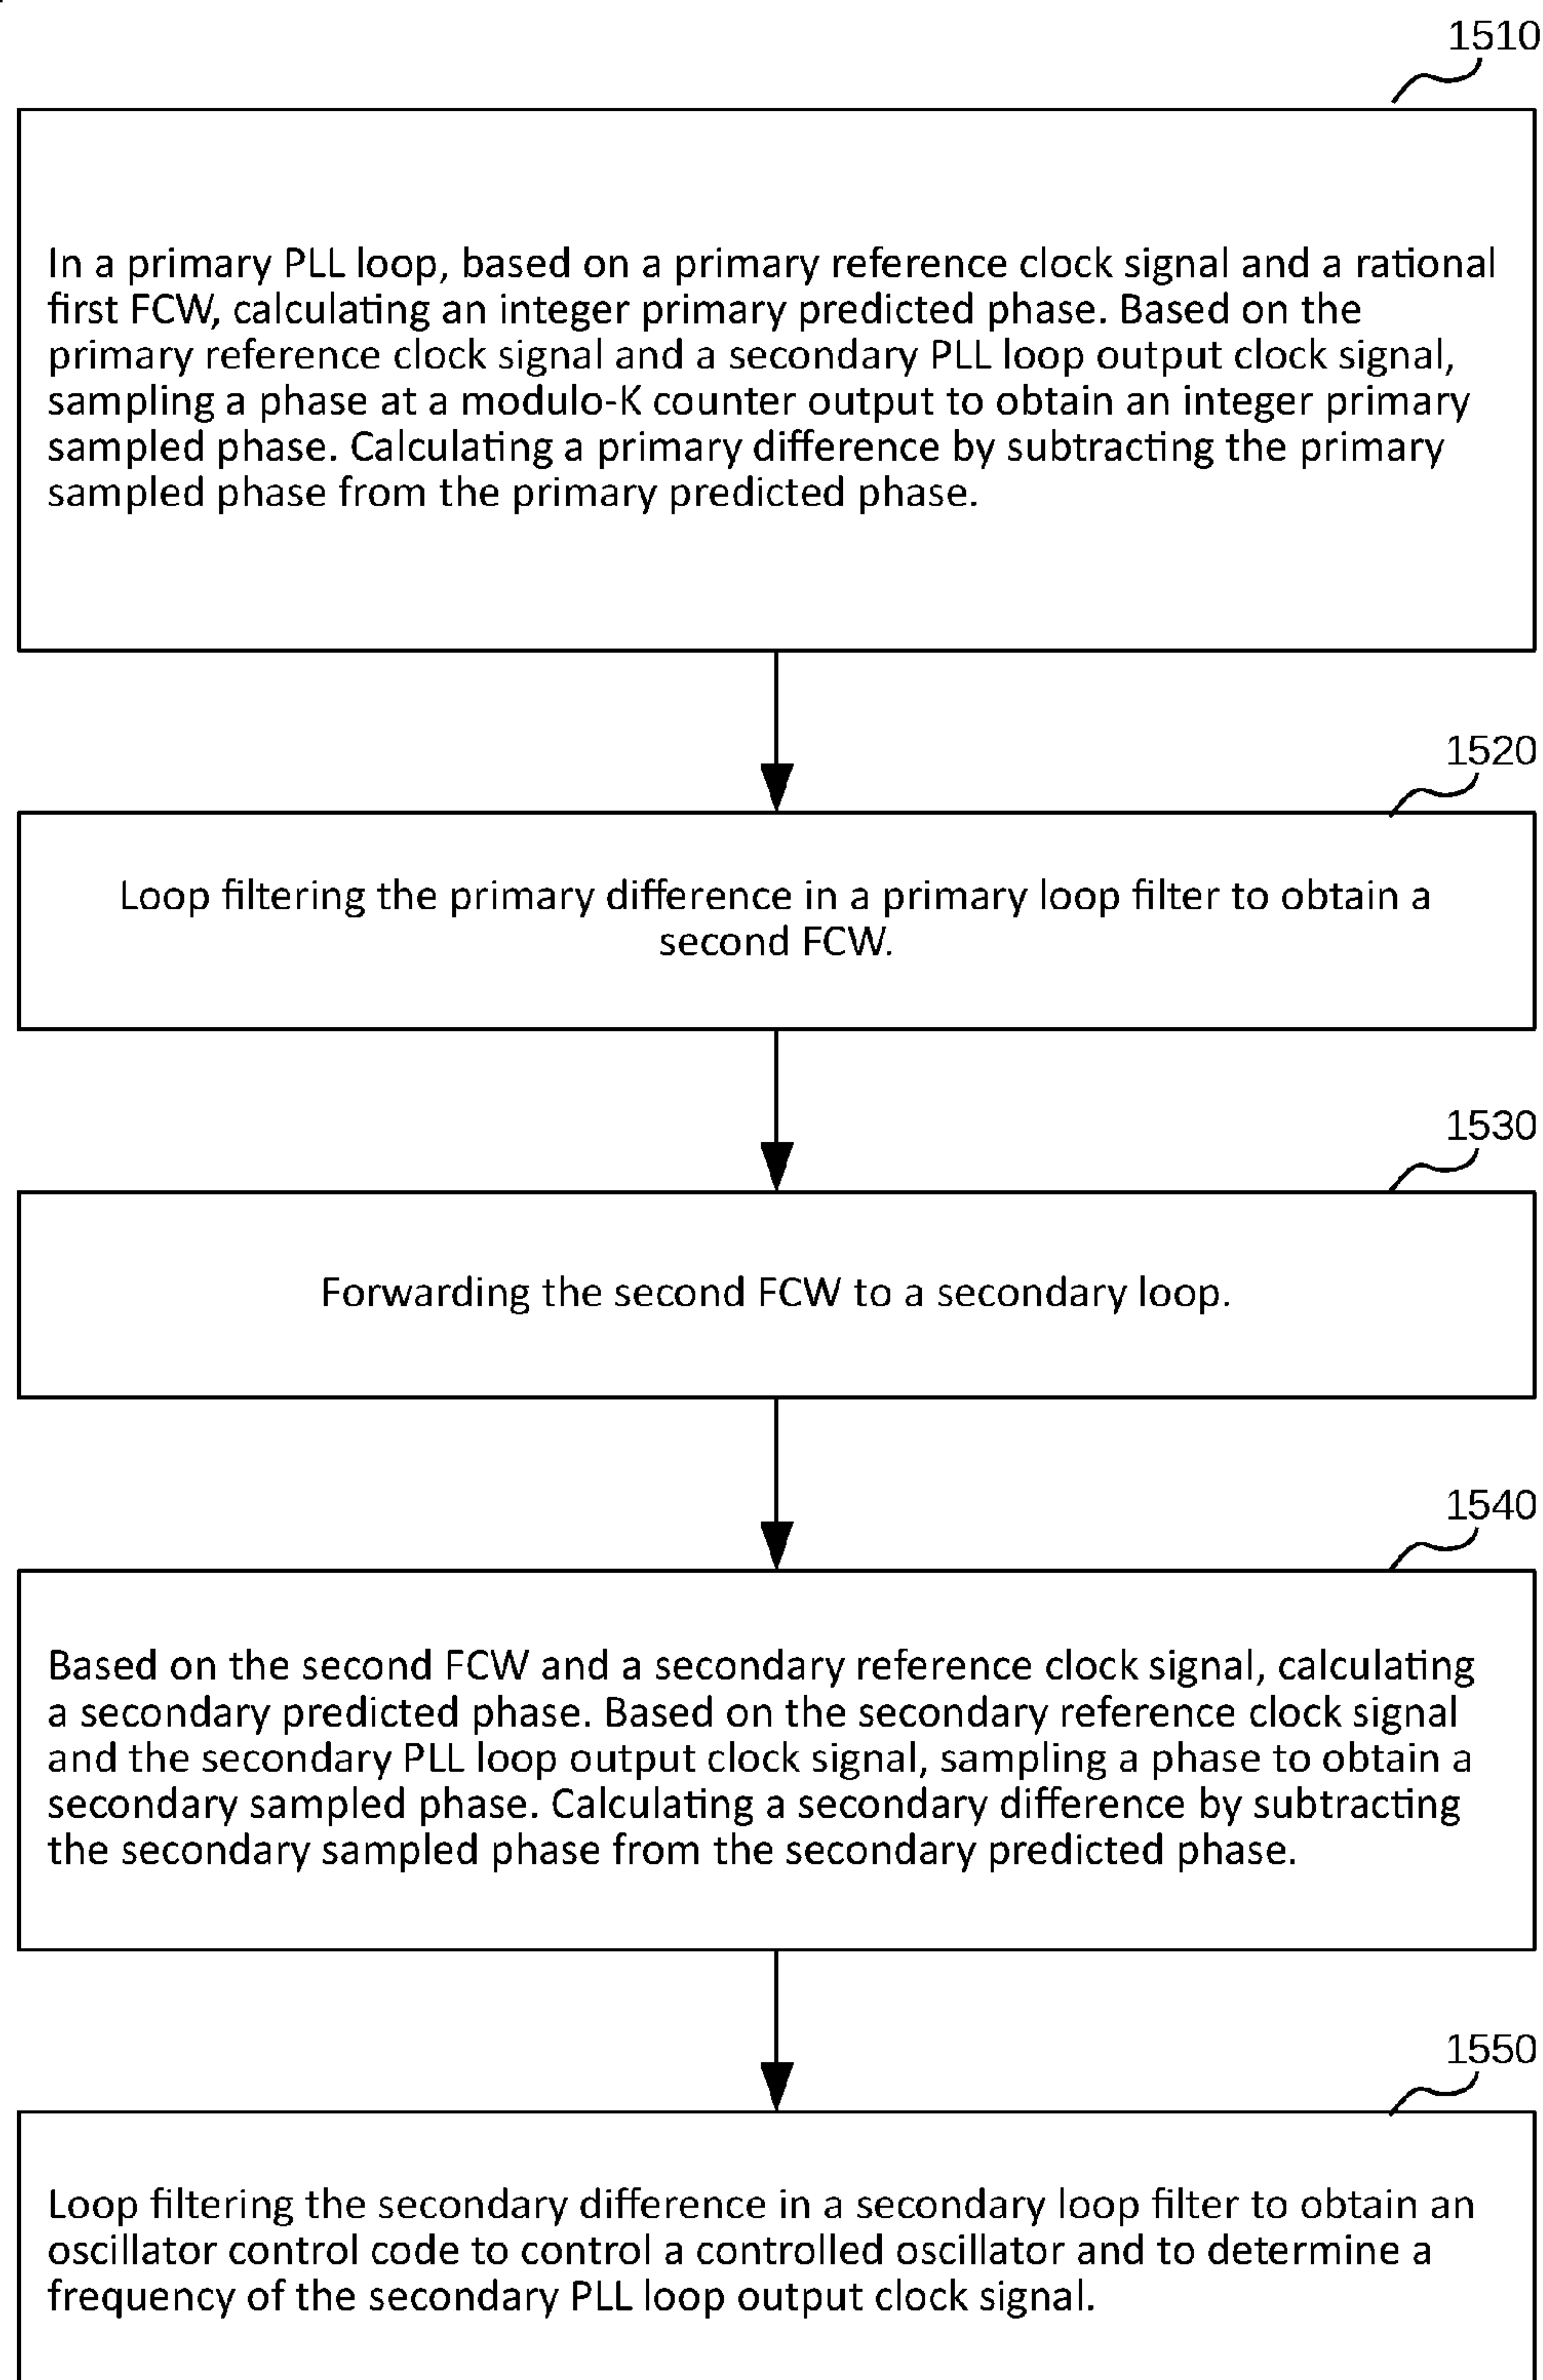 1510
In a primary PLL loop, based on a primary reference clock signal and a rational
first FCW, calculating an integer primary predicted phase. Based on the
primary reference clock signal and a secondary PLL loop output clock signal,
sampling a phase at a modulo-K counter output to obtain an integer primary
sampled phase. Calculating a primary difference by subtracting the primary
sampled phase from the primary predicted phase.
1520
Loop filtering the primary difference in a primary loop filter to obtain a
second FCW.
1530
Forwarding the second FCW to a secondary loop.
1540
Based on the second FCW and a secondary reference clock signal, calculating
a secondary predicted phase. Based on the secondary reference clock signal
and the secondary PLL loop output clock signal, sampling a phase to obtain a
secondary sampled phase. Calculating a secondary difference by subtracting
the secondary sampled phase from the secondary predicted phase.
1550
Loop filtering the secondary difference in a secondary loop filter to obtain an
oscillator control code to control a controlled oscillator and to determine a
frequency of the secondary PLL loop output clock signal.